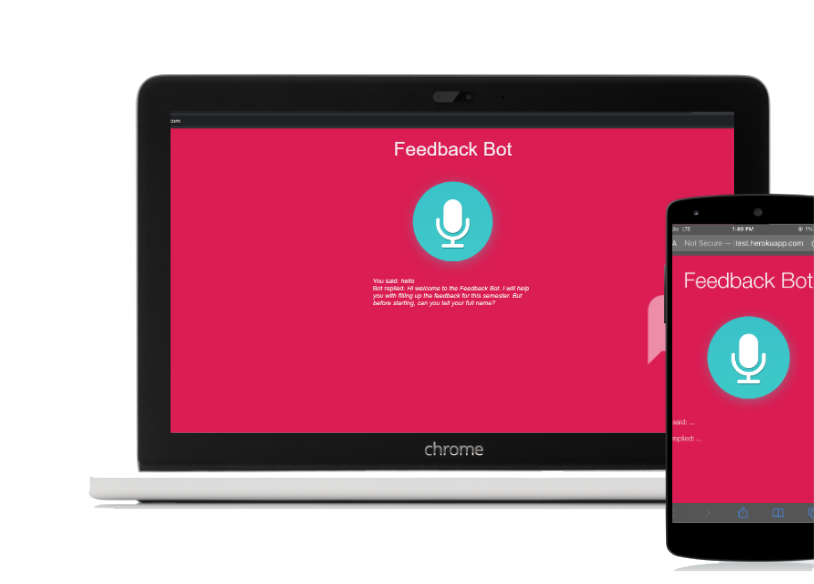 .com
Feedback Bot
You said: hello
Bot replied: Hi welcome to the Feedback Bot. I will help
you with filling up the feedback for this semester. But
before starting, can you tell your full name?
chrome
LTE
1:49 PM
Not Secure — :test.herokuapp.com
Feedback Bot
said: ...
replied: ...